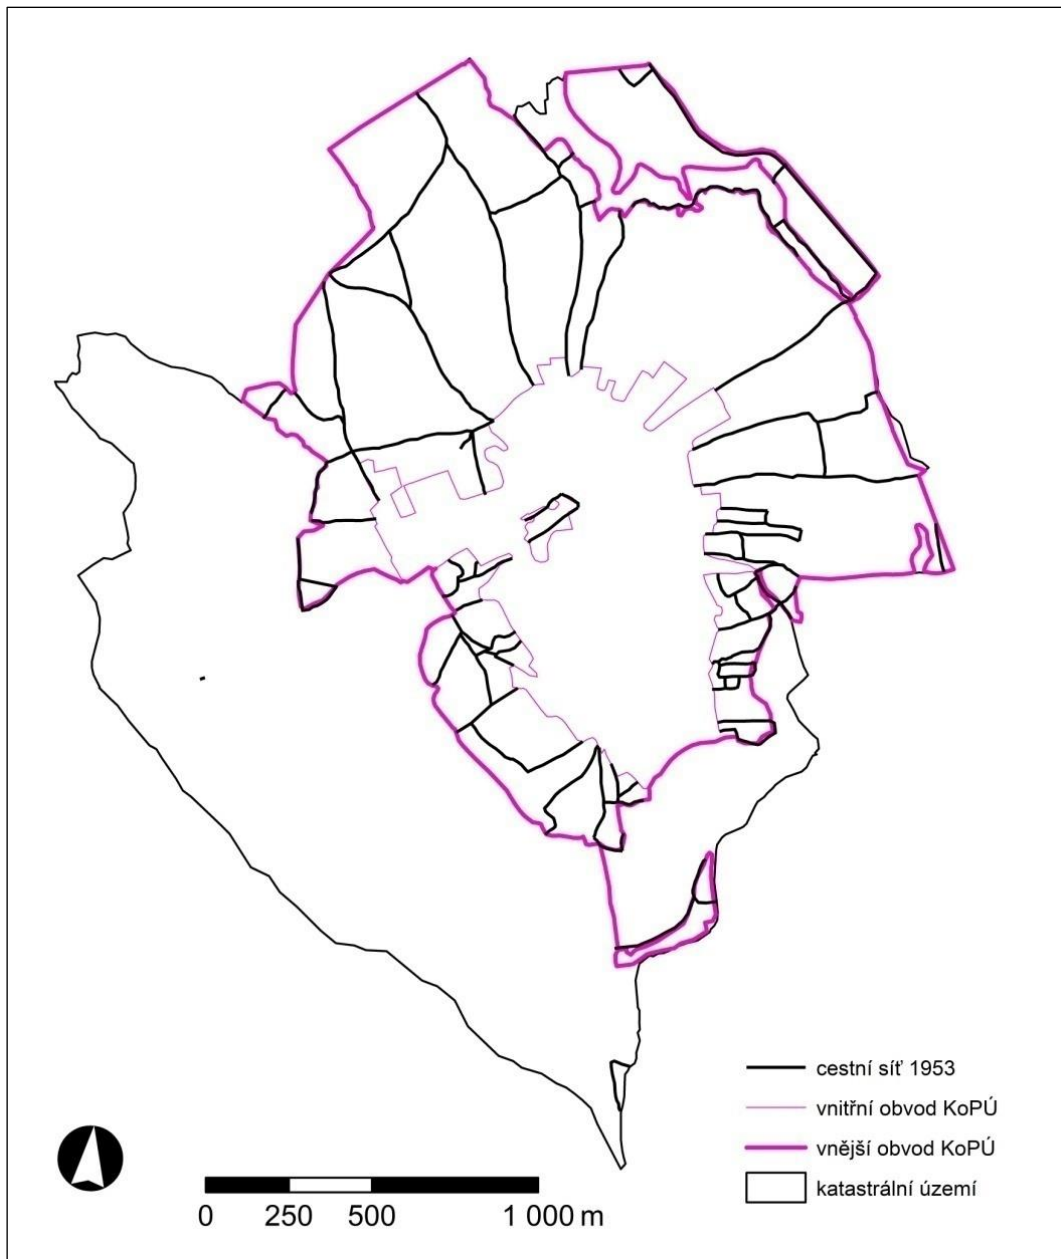 cestní síť 1953
vnitřní obvod KoPÚ
vnější obvod KoPÚ
katastrální území
0 250 500 1 000 m